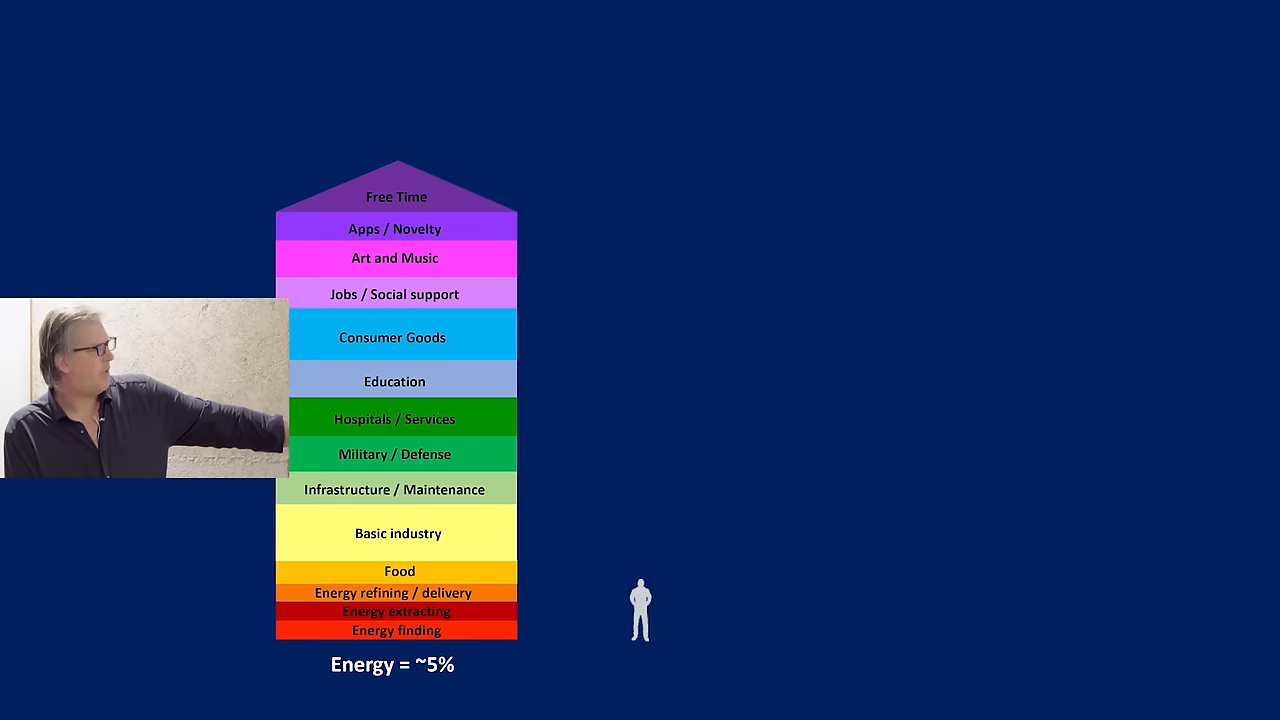 Free Time
Apps / Novelty
Art and Music
Jobs / Social support
Consumer Goods
Education
Hospitals / Services
Military / Defense
Infrastructure / Maintenance
Basic industry
Food
Energy refining / delivery
Energy extracting
Energy finding
Energy = ~5%